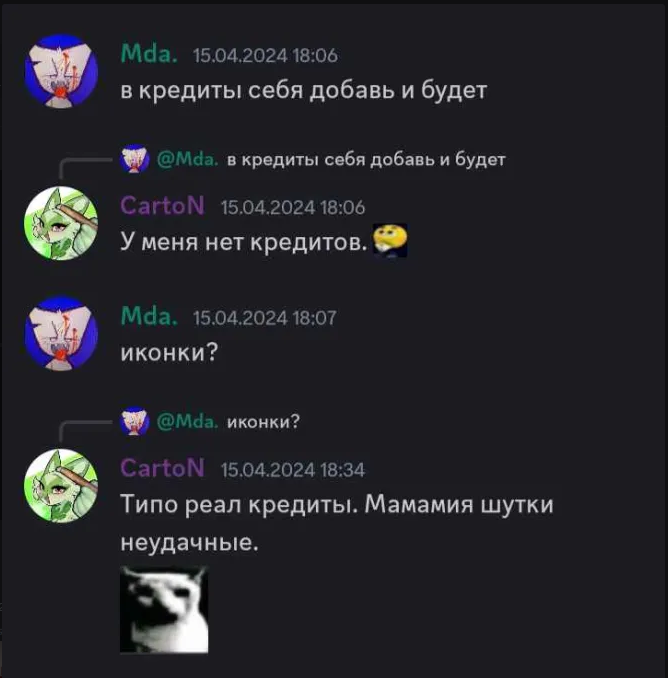 Mda. 15.04.2024 18:06
в кредиты себя добавь и будет
@Mda. в кредиты себя добавь и будет
CartoN 15.04.2024 18:06
У меня нет кредитов.
Mda. 15.04.2024 18:07
иконки?
@Mda. иконки?
CartoN 15.04.2024 18:34
Типо реал кредиты. Мамамия шутки
неудачные.